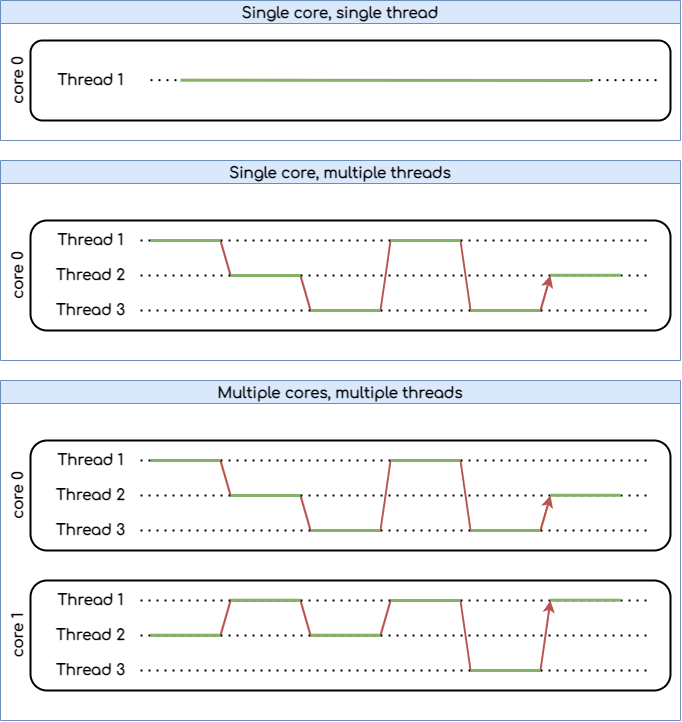 Single core, single thread
core 0
Thread 1
Single core, multiple threads
core 0
Thread 1
Thread 2
Thread 3
Multiple cores, multiple threads
core 0
Thread 1
Thread 2
Thread 3
core 1
Thread 1
Thread 2
Thread 3